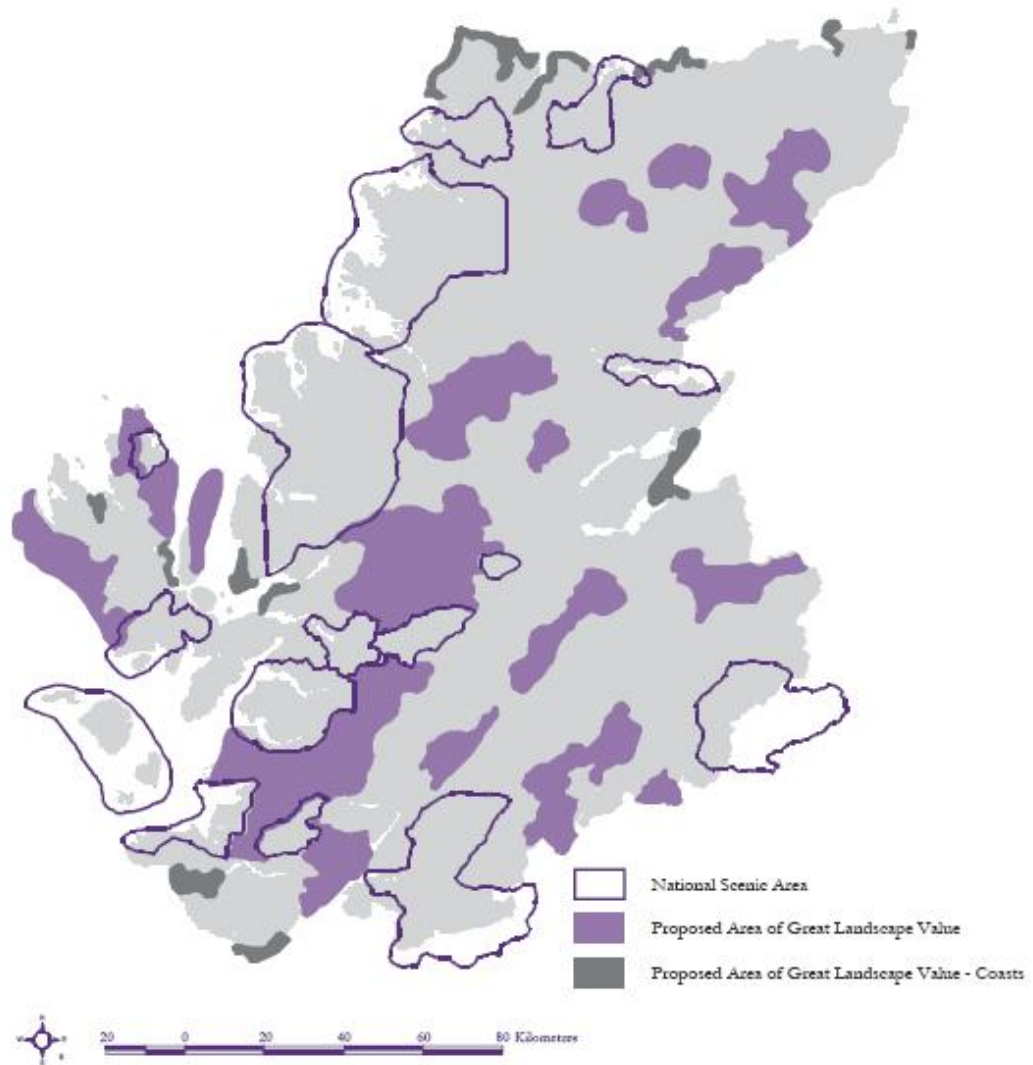 National Scenic Area
Proposed Area of Great Landscape Value
Proposed Area of Great Landscape Value - Coasts
20 0 20 40 60 80 Kilometers